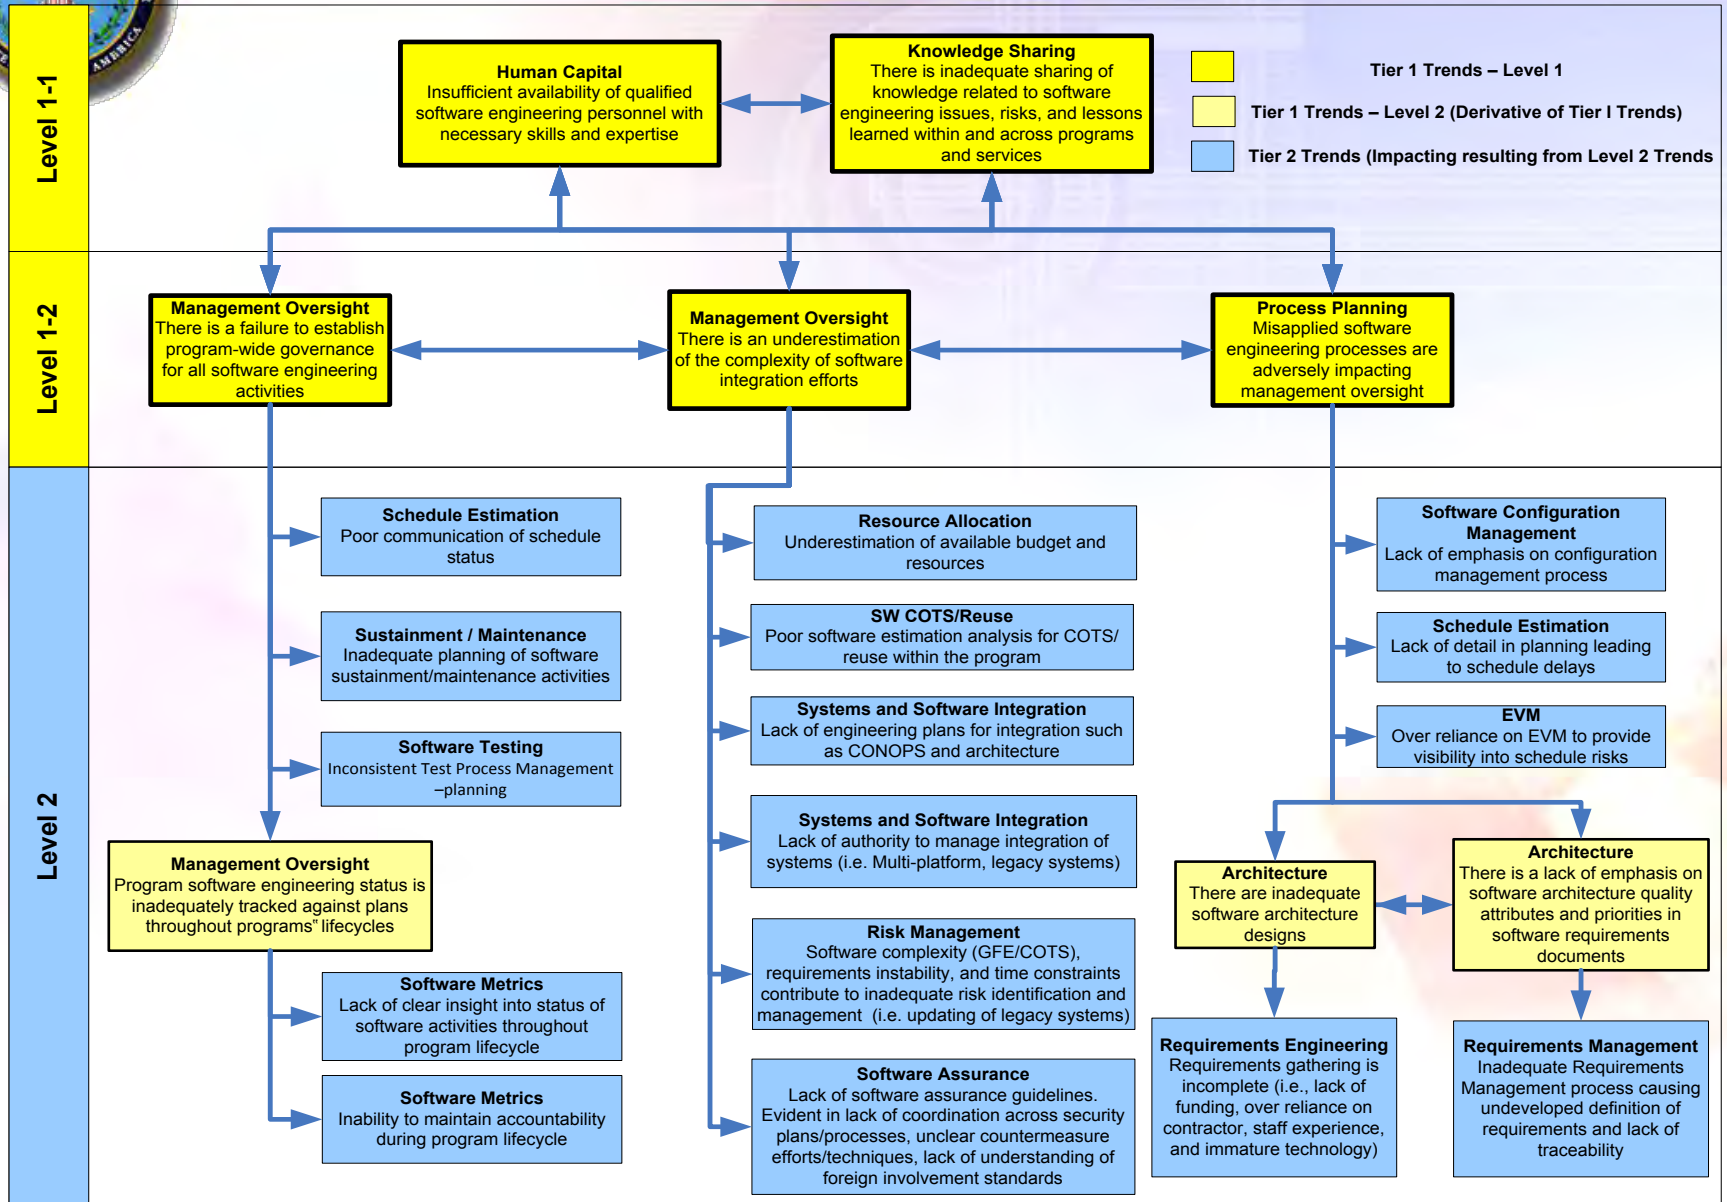 AMERICA
Level 1-1
Human Capital
Insufficient availability of qualified
software engineering personnel with
necessary skills and expertise
Knowledge Sharing
There is inadequate sharing of
knowledge related to software
engineering issues, risks, and lessons
learned within and across programs
and services
Tier 1 Trends – Level 1
Tier 1 Trends – Level 2 (Derivative of Tier I Trends)
Tier 2 Trends (Impacting resulting from Level 2 Trends
Level 1-2
Management Oversight
There is a failure to establish
program-wide governance
for all software engineering
activities
Management Oversight
There is an underestimation
of the complexity of software
integration efforts
Process Planning
Misapplied software
engineering processes are
adversely impacting
management oversight
Level 2
Schedule Estimation
Poor communication of schedule
status
Sustainment / Maintenance
Inadequate planning of software
sustainment/maintenance activities
Software Testing
Inconsistent Test Process Management
–planning
Management Oversight
Program software engineering status is
inadequately tracked against plans
throughout programs‟ lifecycles
Software Metrics
Lack of clear insight into status of
software activities throughout
program lifecycle
Software Metrics
Inability to maintain accountability
during program lifecycle
Resource Allocation
Underestimation of available budget and
resources
SW COTS/Reuse
Poor software estimation analysis for COTS/
reuse within the program
Systems and Software Integration
Lack of engineering plans for integration such
as CONOPS and architecture
Systems and Software Integration
Lack of authority to manage integration of
systems (i.e. Multi-platform, legacy systems)
Risk Management
Software complexity (GFE/COTS),
requirements instability, and time constraints
contribute to inadequate risk identification and
management (i.e. updating of legacy systems)
Software Assurance
Lack of software assurance guidelines.
Evident in lack of coordination across security
plans/processes, unclear countermeasure
efforts/techniques, lack of understanding of
foreign involvement standards
Software Configuration
Management
Lack of emphasis on configuration
management process
Schedule Estimation
Lack of detail in planning leading
to schedule delays
EVM
Over reliance on EVM to provide
visibility into schedule risks
Architecture
There are inadequate
software architecture
designs
Architecture
There is a lack of emphasis on
software architecture quality
attributes and priorities in
software requirements
documents
Requirements Engineering
Requirements gathering is
incomplete (i.e., lack of
funding, over reliance on
contractor, staff experience,
and immature technology)
Requirements Management
Inadequate Requirements
Management process causing
undeveloped definition of
requirements and lack of
traceability